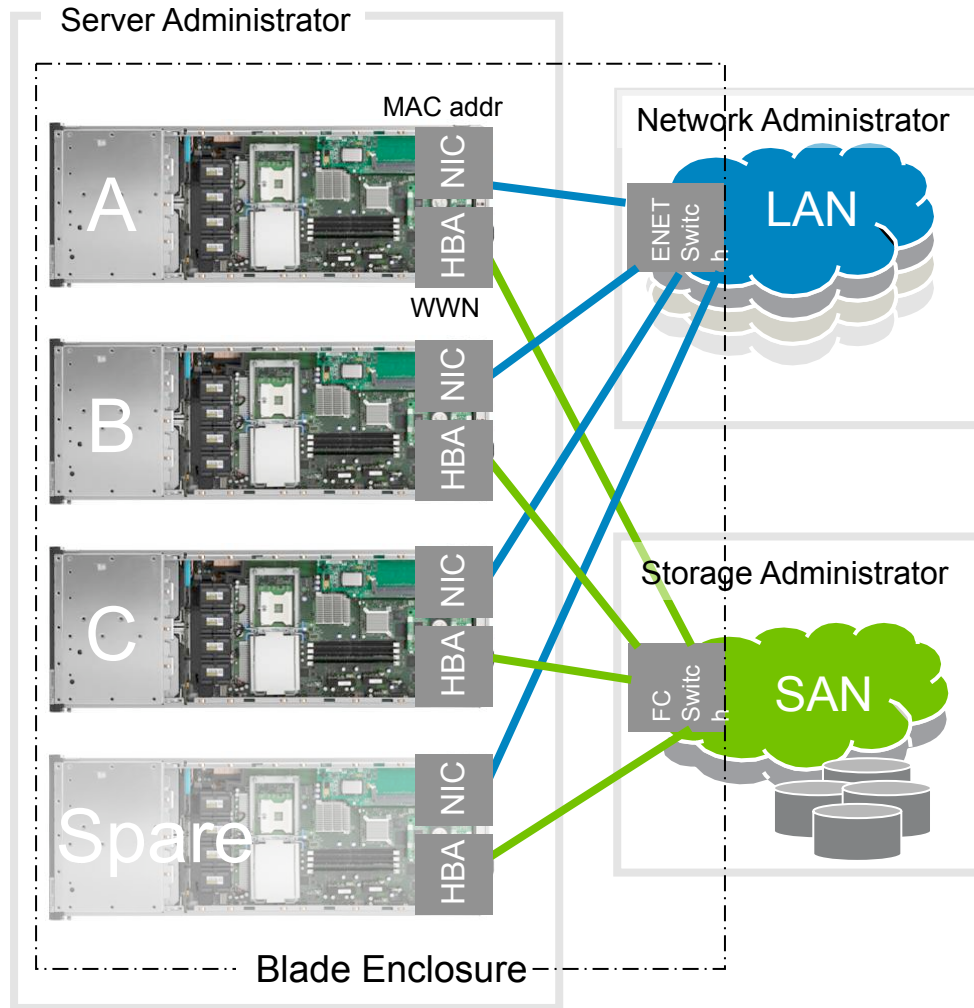 Server Administrator
MAC addr
Network Administrator
A
NIC
HBA
ENET
Switc
h
LAN
WWN
B
NIC
HBA
C
NIC
HBA
Storage Administrator
FC
Switc
h
SAN
Spare
NIC
HBA
Blade Enclosure